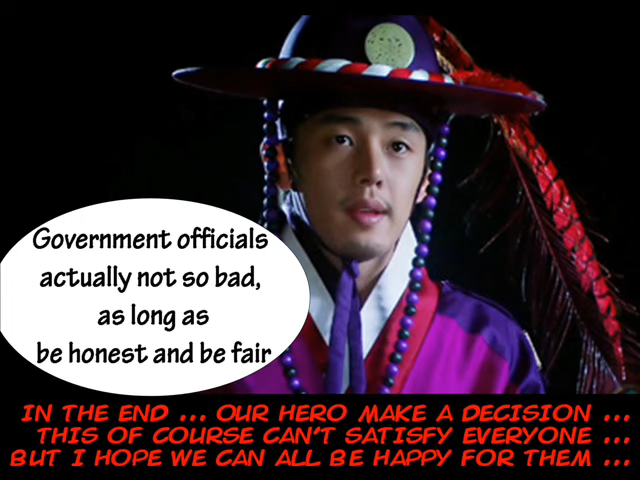 Government officials
actually not so bad,
as long as
be honest and be fair
IN THE END ... OUR HERO MAKE A DECISION ...
THIS OF COURSE CAN'T SATISFY EVERYONE ...
BUT I HOPE WE CAN ALL BE HAPPY FOR THEM ...